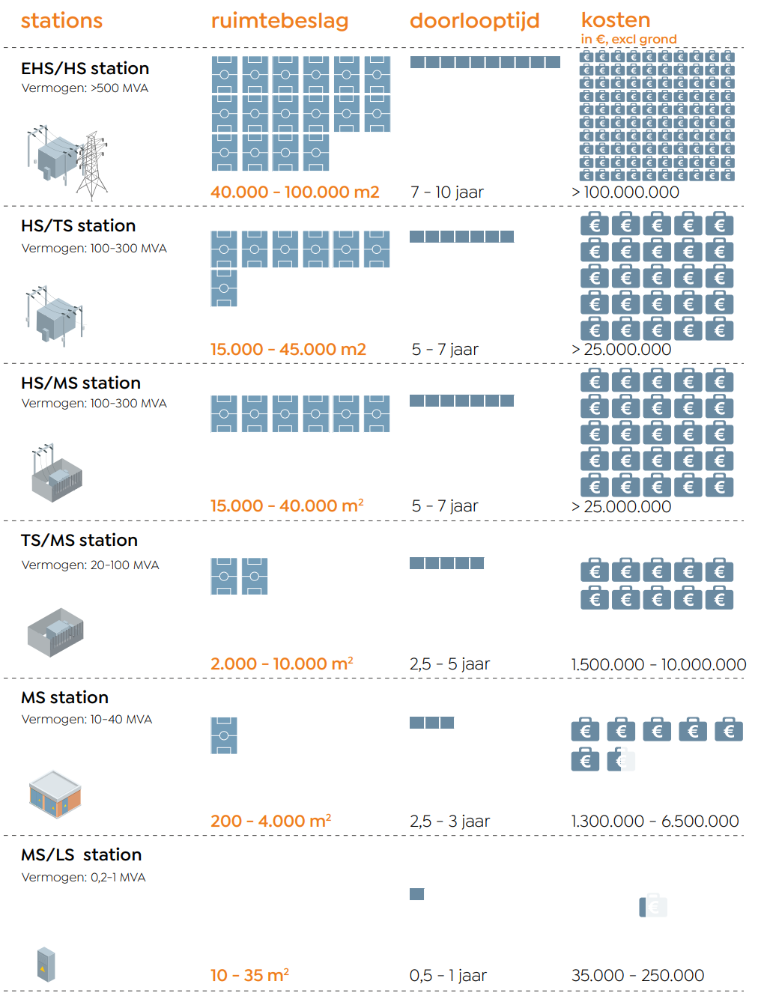 stations ruimtebeslag doorlooptijd kosten
in €, excl grond
EHS/HS station
Vermogen: >500 MVA
40.000 - 100.000 m2 7 - 10 jaar > 100.000.000
HS/TS station
Vermogen: 100-300 MVA
15.000 - 45.000 m2 5 - 7 jaar > 25.000.000
HS/MS station
Vermogen: 100-300 MVA
15.000 - 40.000 m² 5 - 7 jaar > 25.000.000
TS/MS station
Vermogen: 20-100 MVA
2.000 - 10.000 m² 2,5 - 5 jaar 1.500.000 - 10.000.000
MS station
Vermogen: 10-40 MVA
200 - 4.000 m² 2,5 - 3 jaar 1.300.000 - 6.500.000
MS/LS station
Vermogen: 0,2-1 MVA
10 - 35 m² 0,5 - 1 jaar 35.000 - 250.000